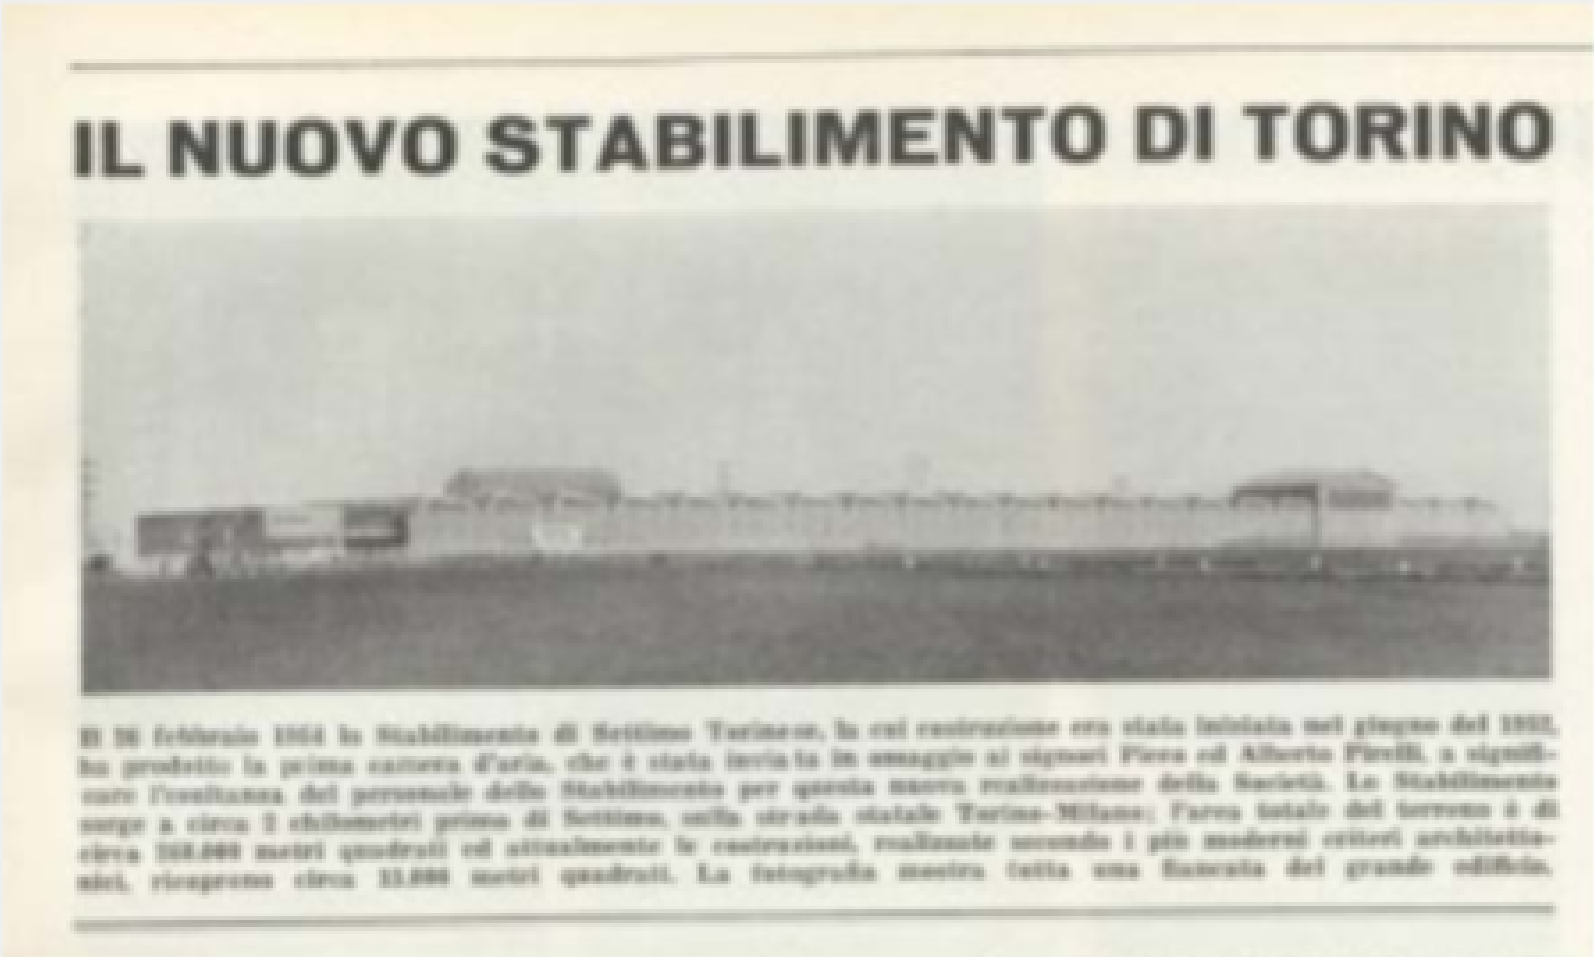 IL NUOVO STABILIMENTO DI TORINO
Il 26 febbraio 1954 lo Stabilimento di Settimo Torinese, la cui costruzione era stata iniziata nel giugno del 1952,
ha prodotto la prima camera d'aria, che è stata inviata in omaggio ai signori Piero ed Alberto Pirelli, a signifi-
care l'esultanza del personale dello Stabilimento per questa nuova realizzazione della Società. Lo Stabilimento
sorge a circa 2 chilometri prima di Settimo, sulla strada statale Torino-Milano; l'area totale del terreno è di
circa metri quadrati ed attualmente le costruzioni, realizzate secondo i più moderni criteri architetto-
nici, ricoprono circa metri quadrati. La fotografia mostra tutta una fiancata del grande edificio.